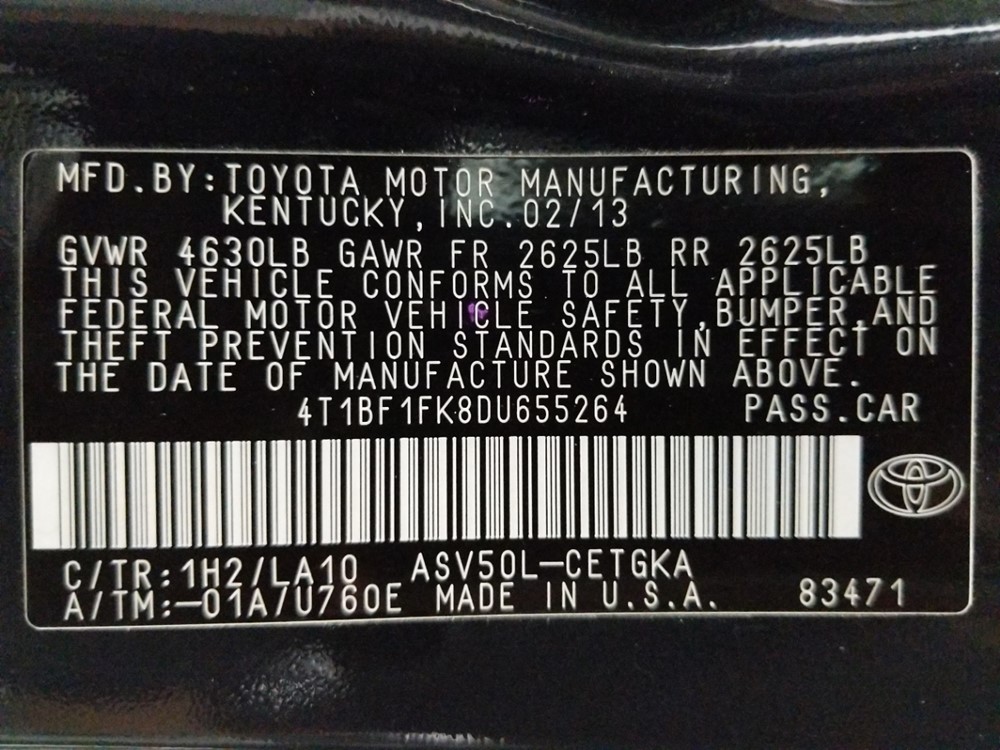 MFD.BY:TOYOTA MOTOR MANUFACTURING,
KENTUCKY,INC.02/13
GVWR 4630LB GAWR FR 2625LB RR 2625LB
THIS VEHICLE CONFORMS TO ALL APPLICABLE
FEDERAL MOTOR VEHICLE SAFETY,BUMPER,AND
THEFT PREVENTION STANDARDS IN EFFECT ON
THE DATE OF MANUFACTURE SHOWN ABOVE.
4T1BF1FK8DU655264 PASS.CAR
C/TR:1H2/LA10 ASV50L-CETGKA
A/TM:-01A/U760E MADE IN U.S.A. 83471